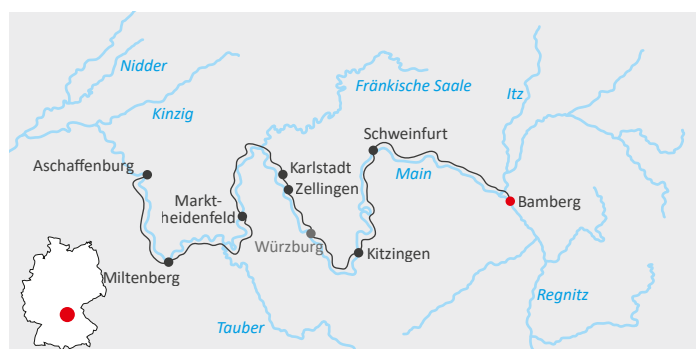 Nidder
Kinzig
Fränkische Saale
Itz
Schweinfurt
Aschaffenburg
Karlstadt
Main
Zellingen
Markt-
heidenfeld
Bamberg
Würzburg
Kitzingen
Miltenberg
Regnitz
Tauber